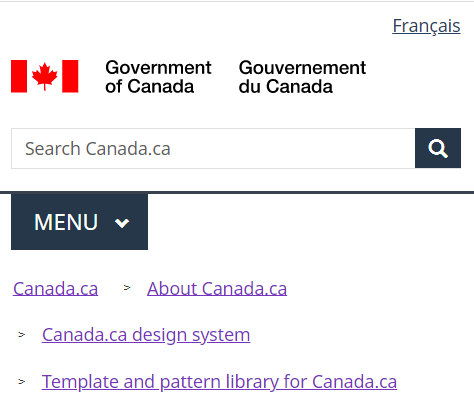 Français
Government Gouvernement
of Canada du Canada
Search Canada.ca
MENU
Canada.ca > About Canada.ca
> Canada.ca design system
> Template and pattern library for Canada.ca